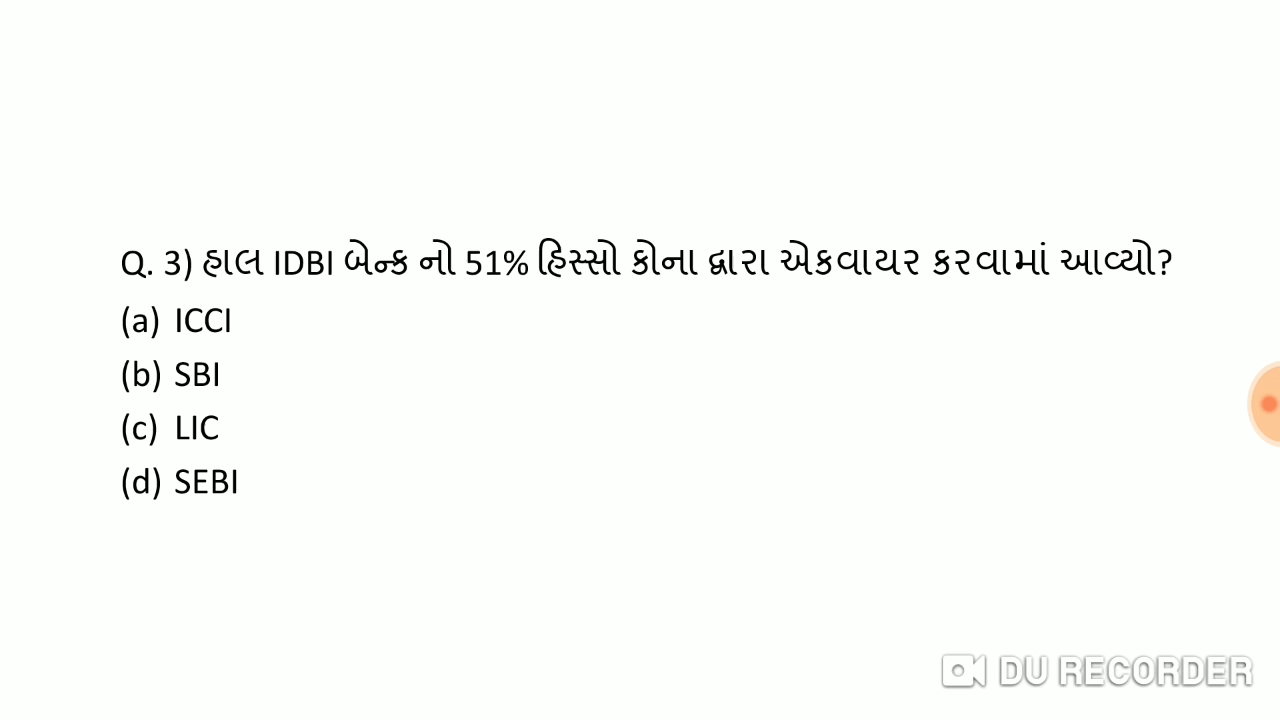 Q. 3) હાલ IDBI બેન્ક નો 51% હિસ્સો કોના દ્વારા એકવાયર કરવામાં આવ્યો?
(a) ICCI
(b) SBI
(c) LIC
(d) SEBI
DU RECORDER